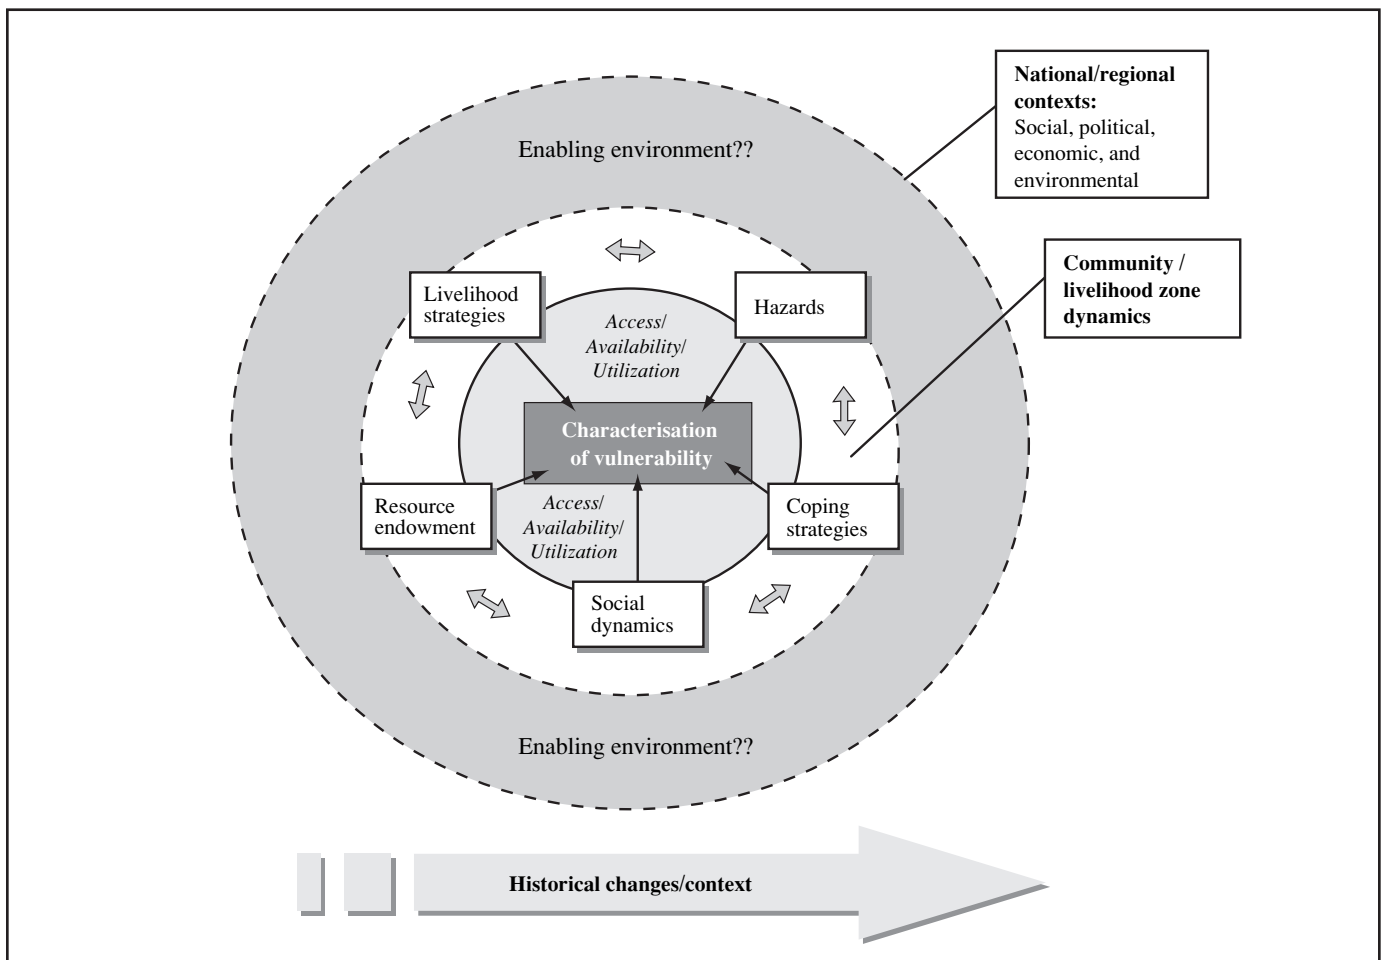 National/regional
contexts:
Social, political,
economic, and
environmental
Enabling environment??
Community /
livelihood zone
dynamics
Livelihood
strategies
Hazards
Access/
Availability/
Utilization
Characterisation
of vulnerability
Resource
endowment
Access/
Availability/
Utilization
Coping
strategies
Social
dynamics
Enabling environment??
Historical changes/context